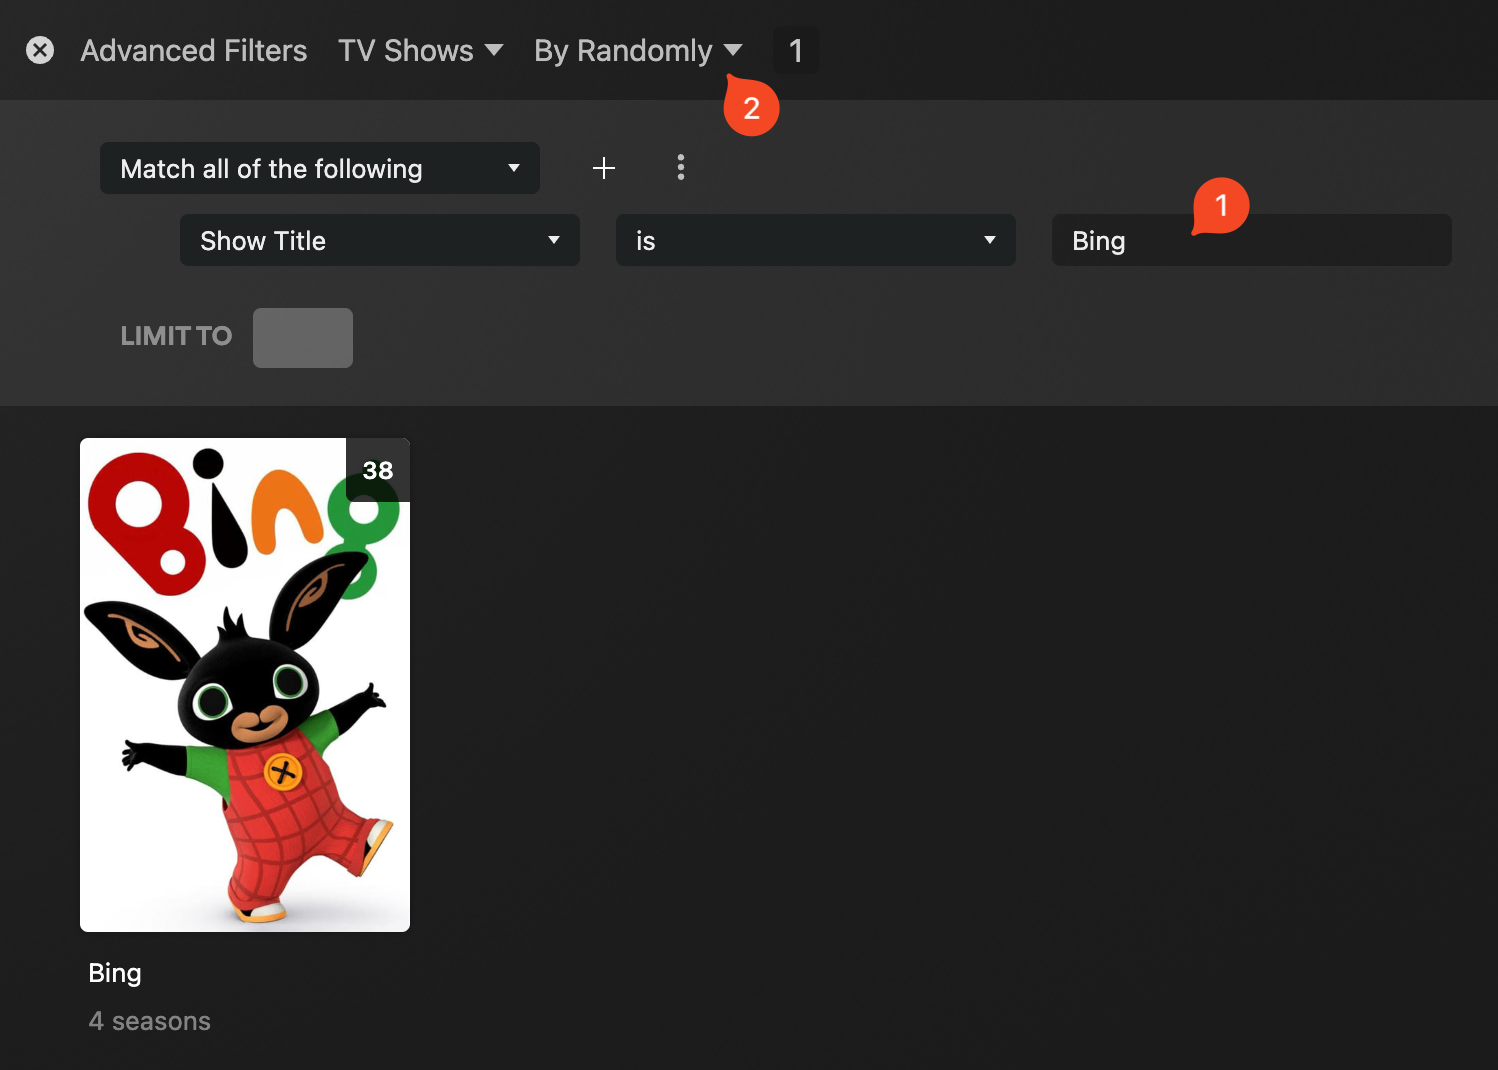 Advanced Filters TV Shows By Randomly 1
2
Match all of the following
1
Show Title is Bing
LIMIT TO
Bing
38
Bing
4 seasons